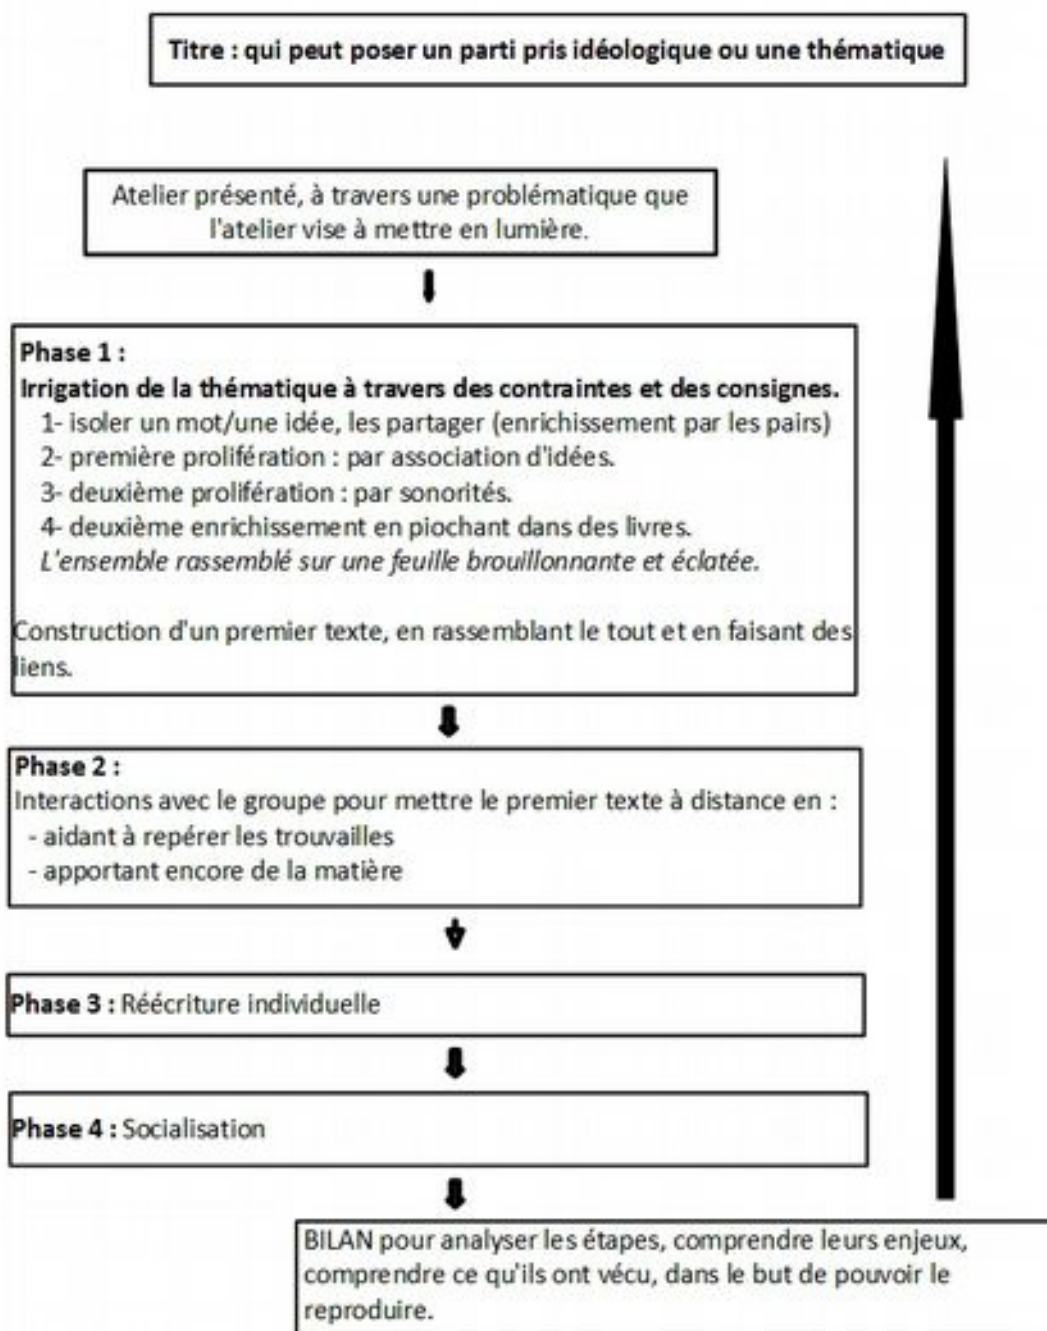 Titre : qui peut poser un parti pris idéologique ou une thématique
Atelier présenté, à travers une problématique que
l'atelier vise à mettre en lumière.
Phase 1 :
Irrigation de la thématique à travers des contraintes et des consignes.
1- isoler un mot/une idée, les partager (enrichissement par les pairs)
2- première prolifération : par association d'idées.
3- deuxième prolifération : par sonorités.
4- deuxième enrichissement en piochant dans des livres.
L'ensemble rassemblé sur une feuille brouillonnante et éclatée.
Construction d'un premier texte, en rassemblant le tout et en faisant des
liens.
Phase 2 :
Interactions avec le groupe pour mettre le premier texte à distance en :
- aidant à repérer les trouvailles
- apportant encore de la matière
Phase 3 : Réécriture individuelle
Phase 4 : Socialisation
BILAN pour analyser les étapes, comprendre leurs enjeux,
comprendre ce qu'ils ont vécu, dans le but de pouvoir le
reproduire.